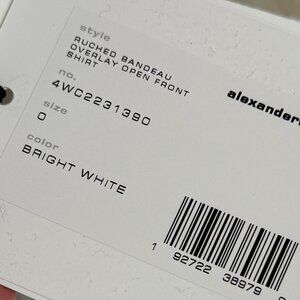 style
RUCHED BANDEAU
OVERLAY OPEN FRONT
SHIRT
no.
4WC2231390
size
0
color
BRIGHT WHITE
alexander
1 92722 38979